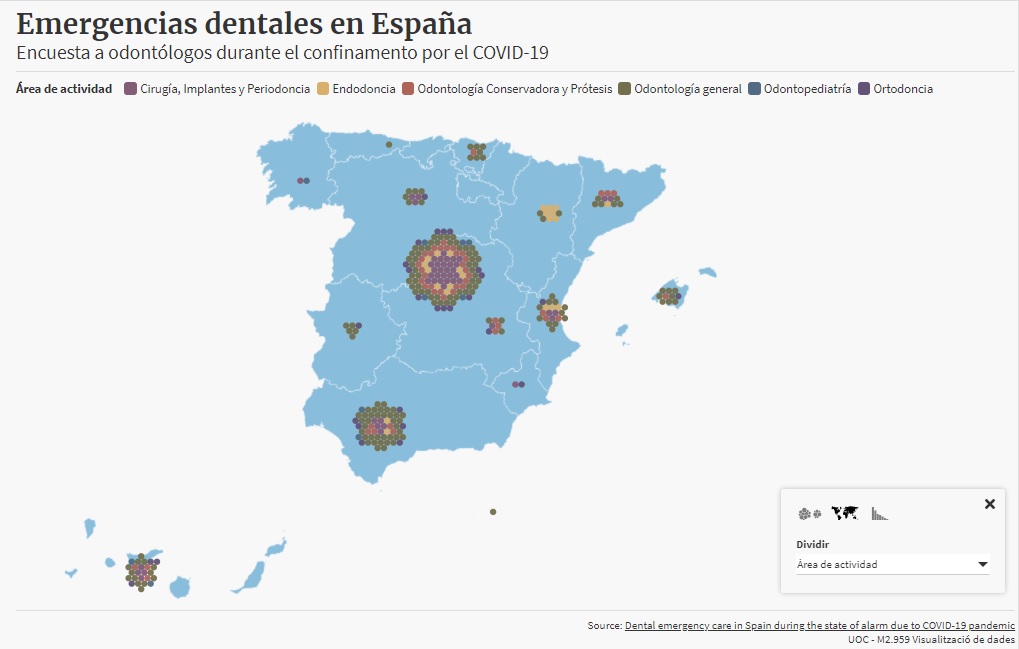 Emergencias dentales en España
Encuesta a odontólogos durante el confinamento por el COVID-19
Área de actividad Cirugía, Implantes y Periodoncia Endodoncia Odontología Conservadora y Prótesis Odontología general Odontopediatría Ortodoncia
Dividir
Área de actividad
Source: Dental emergency care in Spain during the state of alarm due to COVID-19 pandemic
UOC - M2.959 Visualització de dades